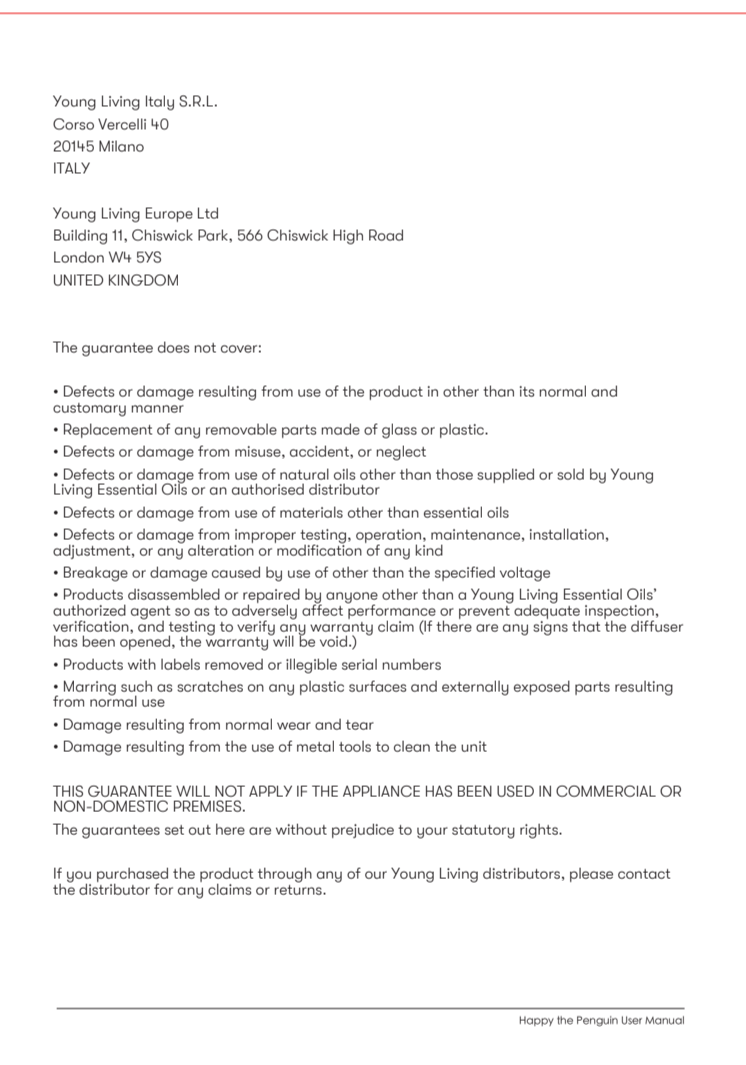 Young Living Italy S.R.L.
Corso Vercelli 40
20145 Milano
ITALY
Young Living Europe Ltd
Building 11, Chiswick Park, 566 Chiswick High Road
London W4 5YS
UNITED KINGDOM
The guarantee does not cover:
• Defects or damage resulting from use of the product in other than its normal and
customary manner
• Replacement of any removable parts made of glass or plastic.
• Defects or damage from misuse, accident, or neglect
• Defects or damage from use of natural oils other than those supplied or sold by Young
Living Essential Oils or an authorised distributor
• Defects or damage from use of materials other than essential oils
• Defects or damage from improper testing, operation, maintenance, installation,
adjustment, or any alteration or modification of any kind
• Breakage or damage caused by use of other than the specified voltage
• Products disassembled or repaired by anyone other than a Young Living Essential Oils’
authorized agent so as to adversely affect performance or prevent adequate inspection,
verification, and testing to verify any warranty claim (If there are any signs that the diffuser
has been opened, the warranty will be void.)
• Products with labels removed or illegible serial numbers
• Marring such as scratches on any plastic surfaces and externally exposed parts resulting
from normal use
• Damage resulting from normal wear and tear
• Damage resulting from the use of metal tools to clean the unit
THIS GUARANTEE WILL NOT APPLY IF THE APPLIANCE HAS BEEN USED IN COMMERCIAL OR
NON-DOMESTIC PREMISES.
The guarantees set out here are without prejudice to your statutory rights.
If you purchased the product through any of our Young Living distributors, please contact
the distributor for any claims or returns.
Happy the Penguin User Manual